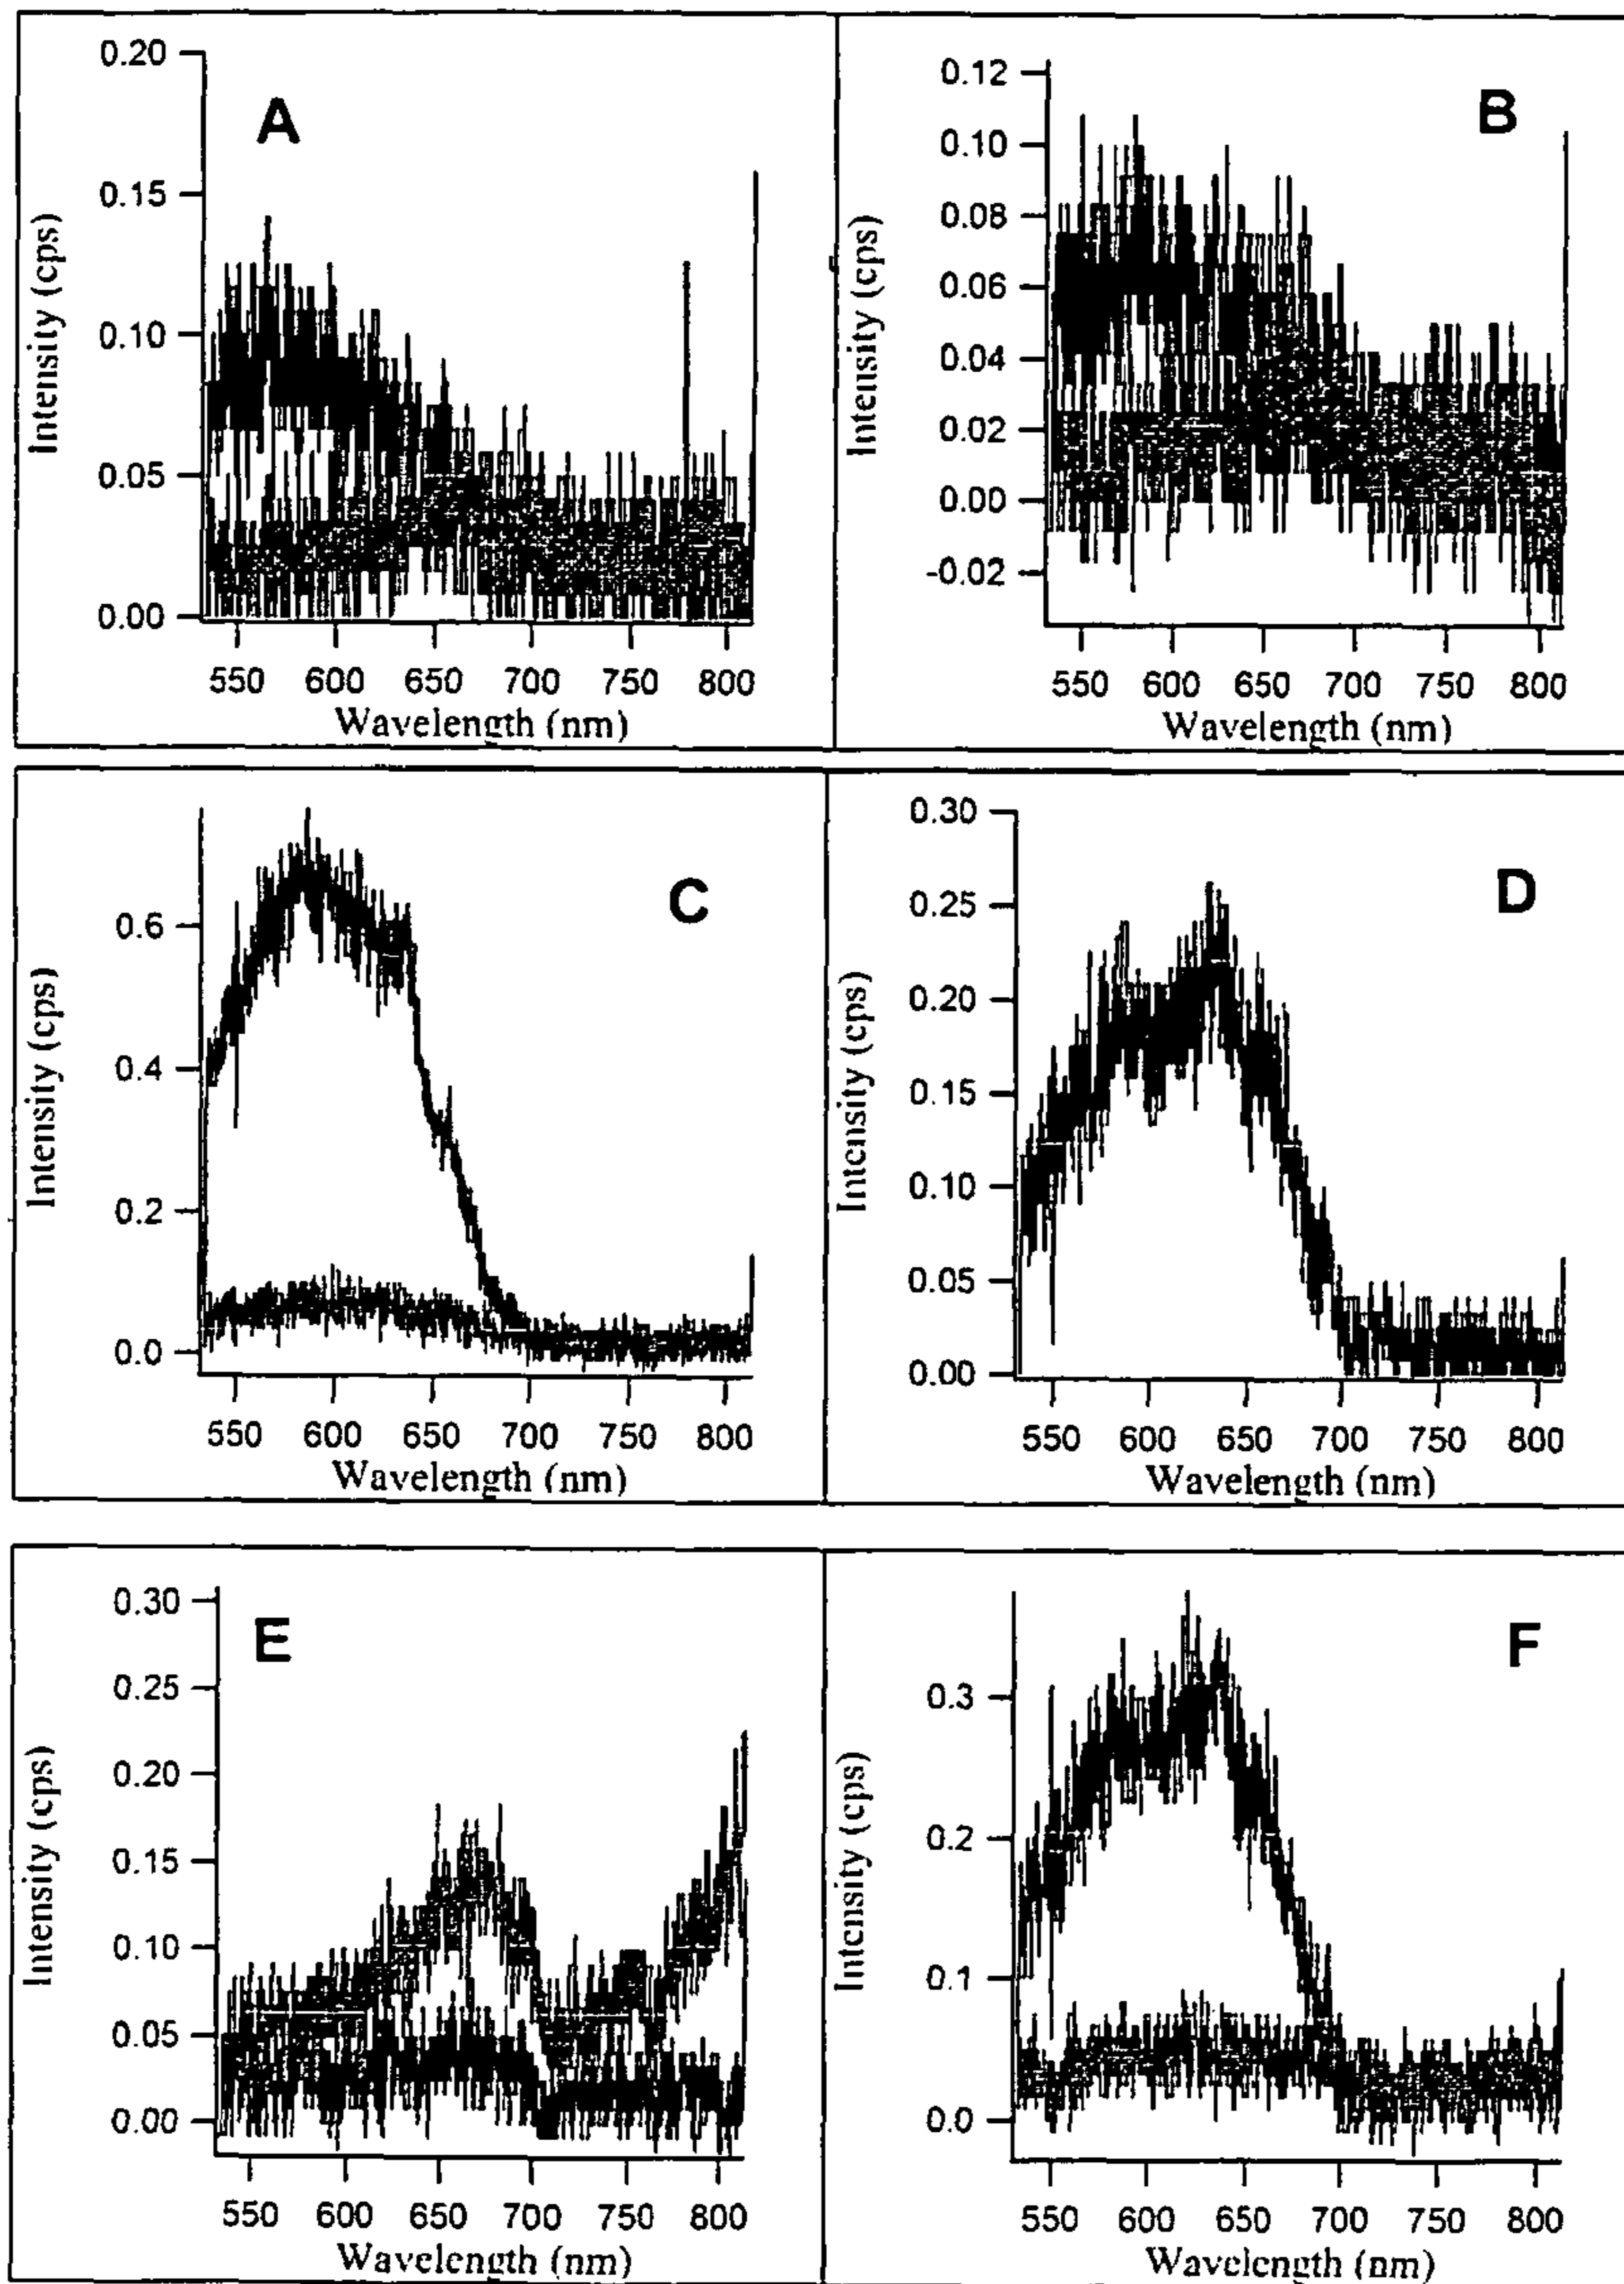 A
Intensity (cps)
0.20
0.15
0.10
0.05
0.00
550 600 650 700 750 800
Wavelength (nm)
B
Intensity (cps)
0.12
0.10
0.08
0.06
0.04
0.02
0.00
-0.02
550 600 650 700 750 800
Wavelength (nm)
C
Intensity (cps)
0.6
0.4
0.2
0.0
550 600 650 700 750 800
Wavelength (nm)
D
Intensity (cps)
0.30
0.25
0.20
0.15
0.10
0.05
0.00
550 600 650 700 750 800
Wavelength (nm)
E
Intensity (cps)
0.30
0.25
0.20
0.15
0.10
0.05
0.00
550 600 650 700 750 800
Wavelength (nm)
F
Intensity (cps)
0.3
0.2
0.1
0.0
550 600 650 700 750 800
Wavelength (nm)